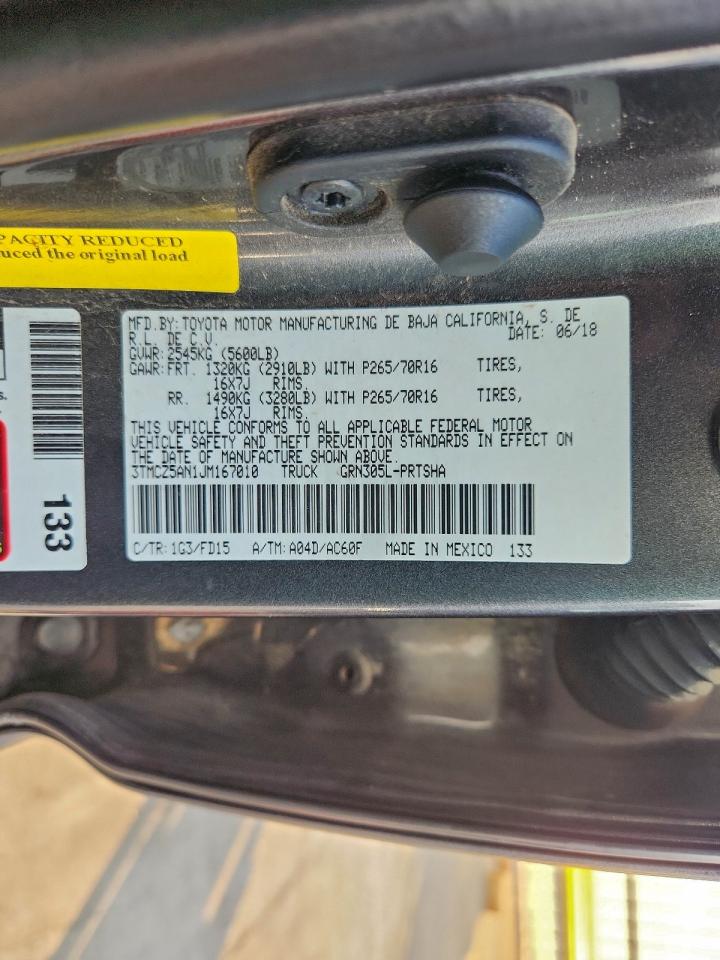 PACITY REDUCED
uced the original load
MFD.BY:TOYOTA MOTOR MANUFACTURING DE BAJA CALIFORNIA, S. DE
R.L. DE C.V.
DATE: 06/18
GVWR:2545KG (5600LB)
GAWR:FRT. 1320KG (2910LB) WITH P265/70R16 TIRES,
16X7J RIMS,
RR. 1490KG (3280LB) WITH P265/70R16 TIRES,
16X7J RIMS.
THIS VEHICLE CONFORMS TO ALL APPLICABLE FEDERAL MOTOR
VEHICLE SAFETY AND THEFT PREVENTION STANDARDS IN EFFECT ON
THE DATE OF MANUFACTURE SHOWN ABOVE.
3TMCZ5AN1JM167010 TRUCK GRN305L-PRTSHA
C/TR:1G3/FD15 A/TM:A04D/AC60F MADE IN MEXICO 133
s.
133